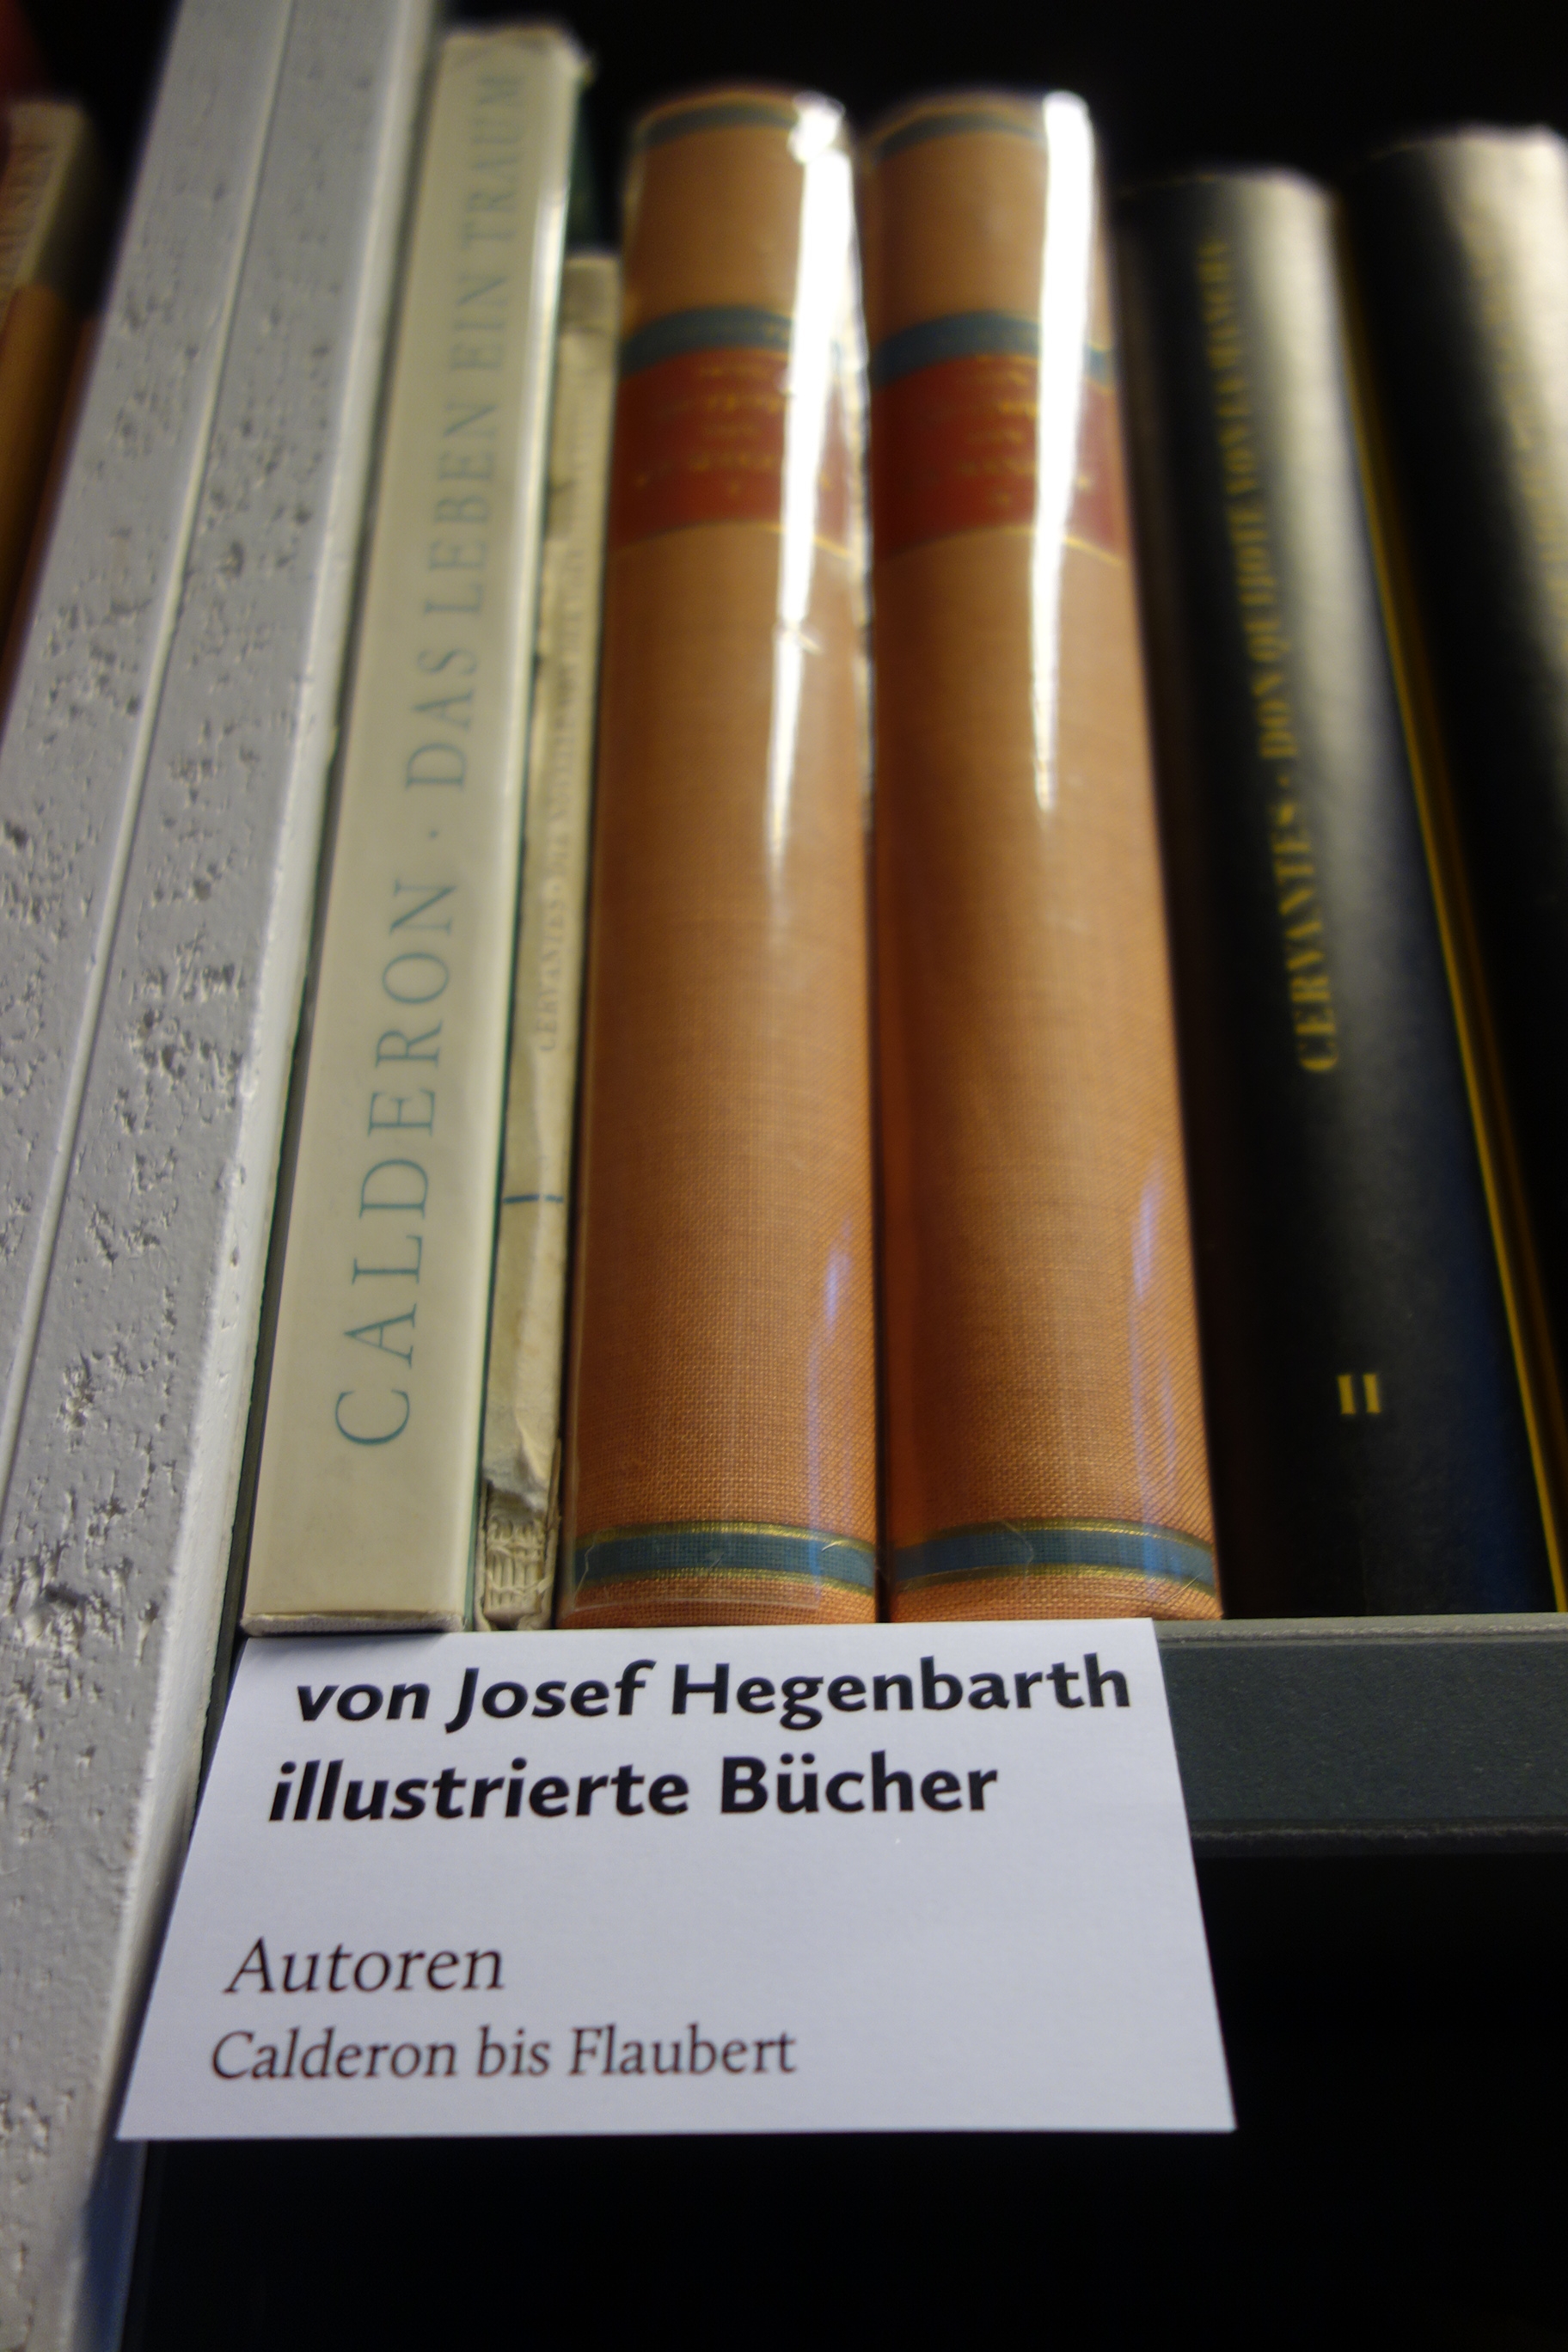 CALDERON · DAS LEBEN EIN TRAUM
CERVANTES
CERVANTES · DON QUIJOTE VON LA MANCHA
II
von Josef Hegenbarth
illustrierte Bücher
Autoren
Calderon bis Flaubert